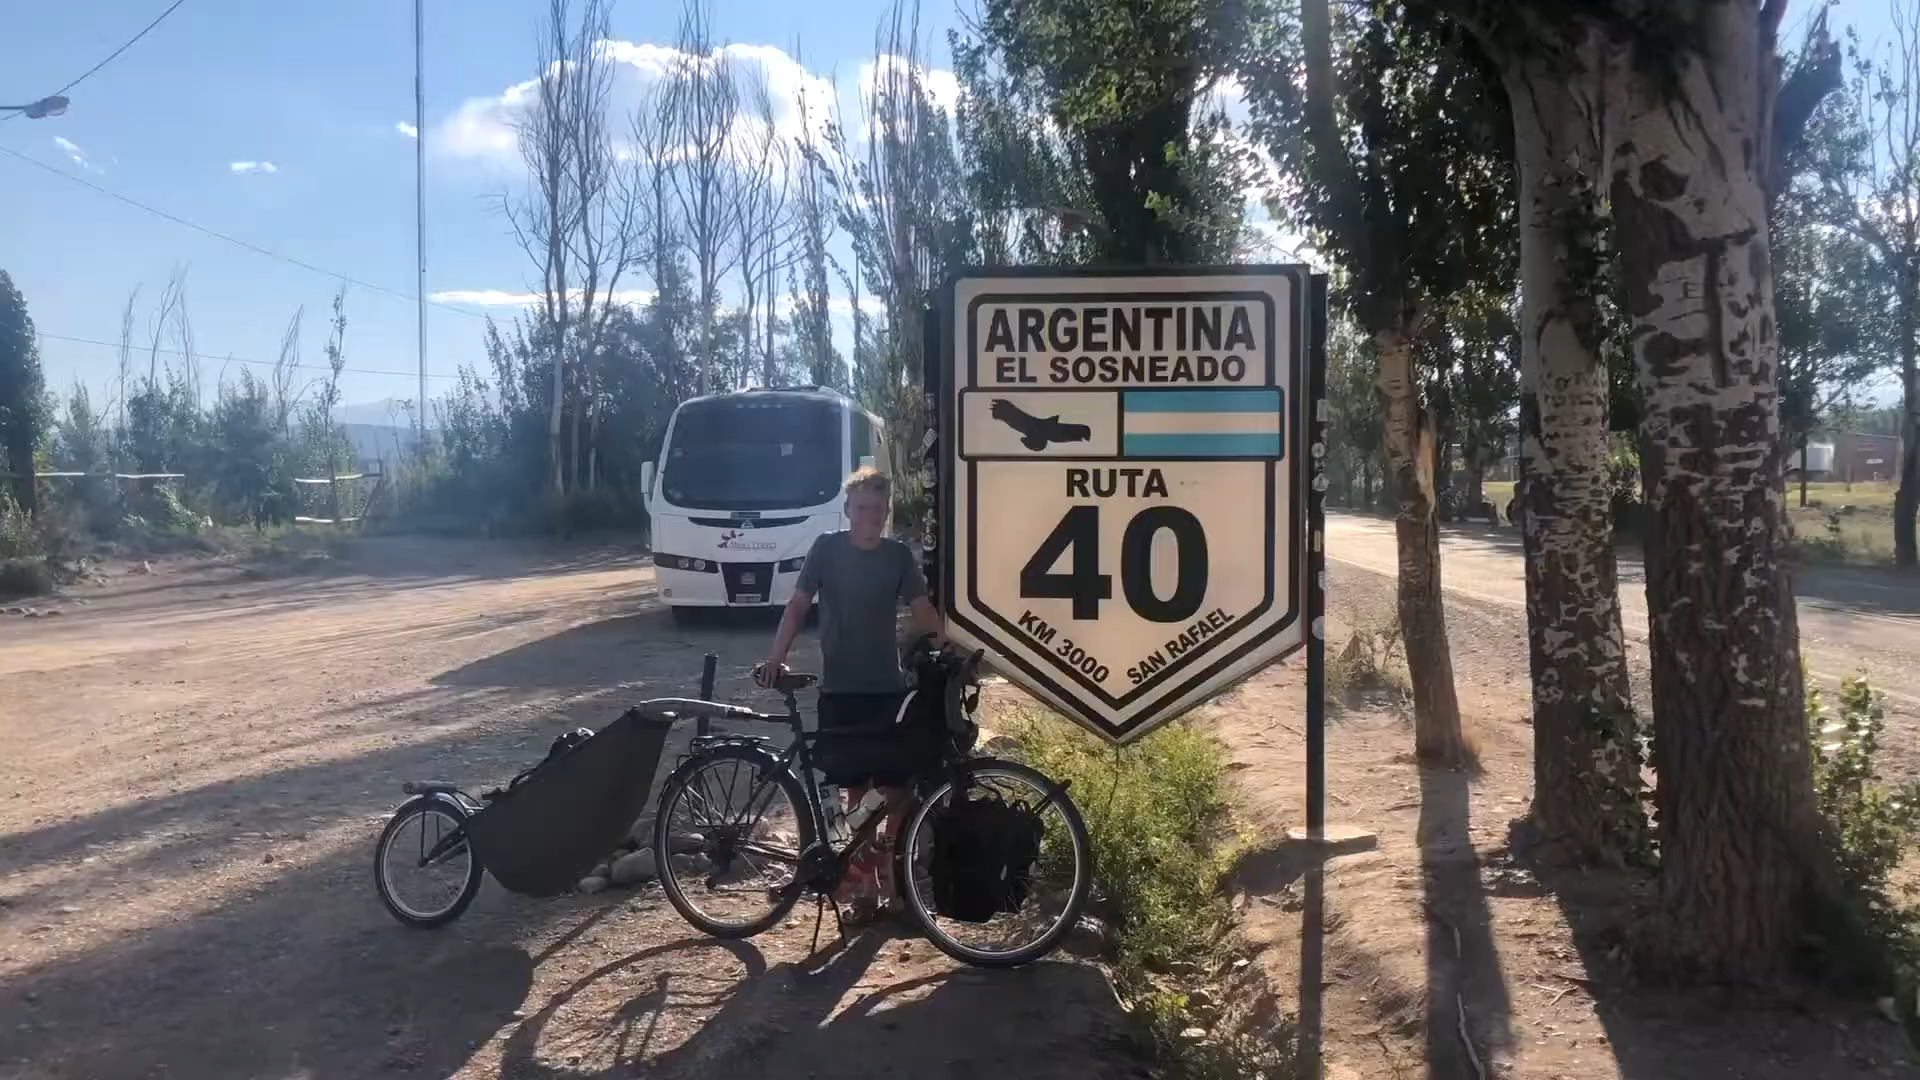 ARGENTINA
EL SOSNEADO
RUTA
40
KM 3000
SAN RAFAEL